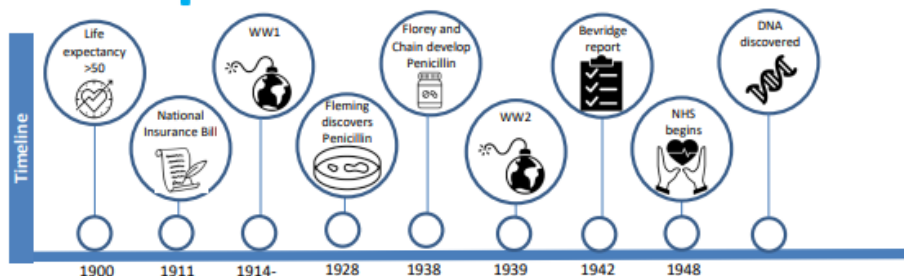 Timeline
Life
expectancy
>50
National
Insurance Bill
WW1
Fleming
discovers
Penicillin
Florey and
Chain develop
Penicillin
WW2
Bevridge
report
NHS
begins
DNA
discovered
1900
1911
1914-
1928
1938
1939
1942
1948